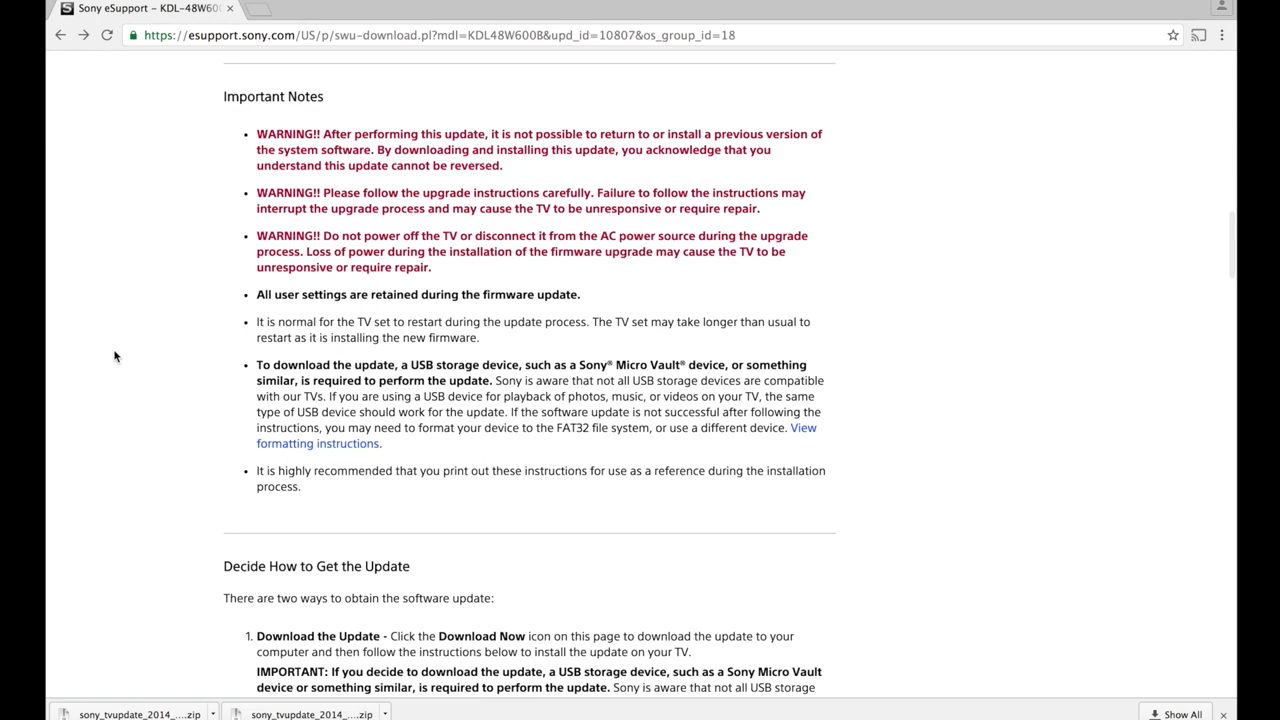 Sony eSupport – KDL-48W600
https://esupport.sony.com/US/p/swu-download.pl?mdl=KDL48W600B&upd_id=10807&os_group_id=18
Important Notes
• WARNING!! After performing this update, it is not possible to return to or install a previous version of
the system software. By downloading and installing this update, you acknowledge that you
understand this update cannot be reversed.
• WARNING!! Please follow the upgrade instructions carefully. Failure to follow the instructions may
interrupt the upgrade process and may cause the TV to be unresponsive or require repair.
• WARNING!! Do not power off the TV or disconnect it from the AC power source during the upgrade
process. Loss of power during the installation of the firmware upgrade may cause the TV to be
unresponsive or require repair.
• All user settings are retained during the firmware update.
• It is normal for the TV set to restart during the update process. The TV set may take longer than usual to
restart as it is installing the new firmware.
• To download the update, a USB storage device, such as a Sony® Micro Vault® device, or something
similar, is required to perform the update. Sony is aware that not all USB storage devices are compatible
with our TVs. If you are using a USB device for playback of photos, music, or videos on your TV, the same
type of USB device should work for the update. If the software update is not successful after following the
instructions, you may need to format your device to the FAT32 file system, or use a different device. View
formatting instructions.
• It is highly recommended that you print out these instructions for use as a reference during the installation
process.
Decide How to Get the Update
There are two ways to obtain the software update:
1. Download the Update - Click the Download Now icon on this page to download the update to your
computer and then follow the instructions below to install the update on your TV.
IMPORTANT: If you decide to download the update, a USB storage device, such as a Sony Micro Vault
device or something similar, is required to perform the update. Sony is aware that not all USB storage
sony_tvupdate_2014_....zip
sony_tvupdate_2014_....zip
Show All